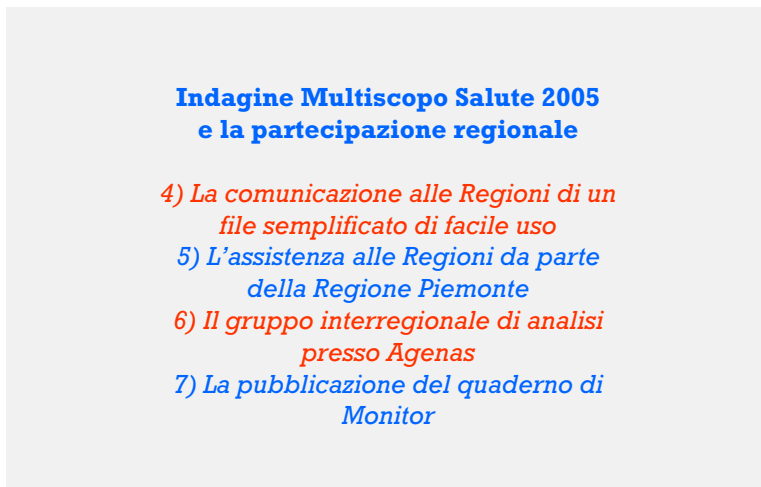 Indagine Multiscopo Salute 2005
e la partecipazione regionale
4) La comunicazione alle Regioni di un
file semplificato di facile uso
5) L’assistenza alle Regioni da parte
della Regione Piemonte
6) Il gruppo interregionale di analisi
presso Agenas
7) La pubblicazione del quaderno di
Monitor